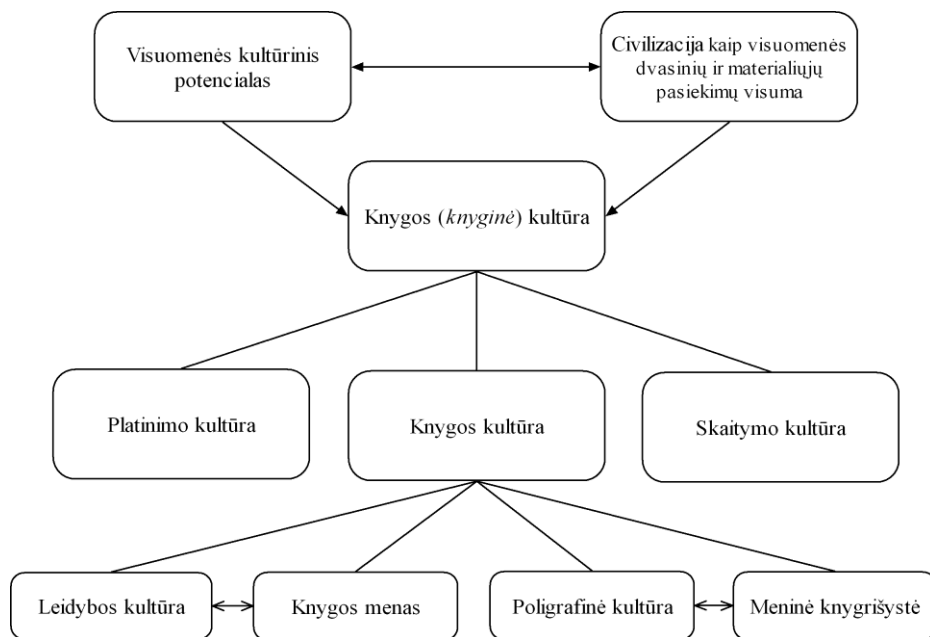 Visuomenės kultūrinis
potencialas
Civilizacija kaip visuomenės
dvasinių ir materialiųjų
pasiekimų visuma
Knygos (knyginė) kultūra
Platinimo kultūra
Knygos kultūra
Skaitymo kultūra
Leidybos kultūra
Knygos menas
Poligrafinė kultūra
Meninė knygrišystė